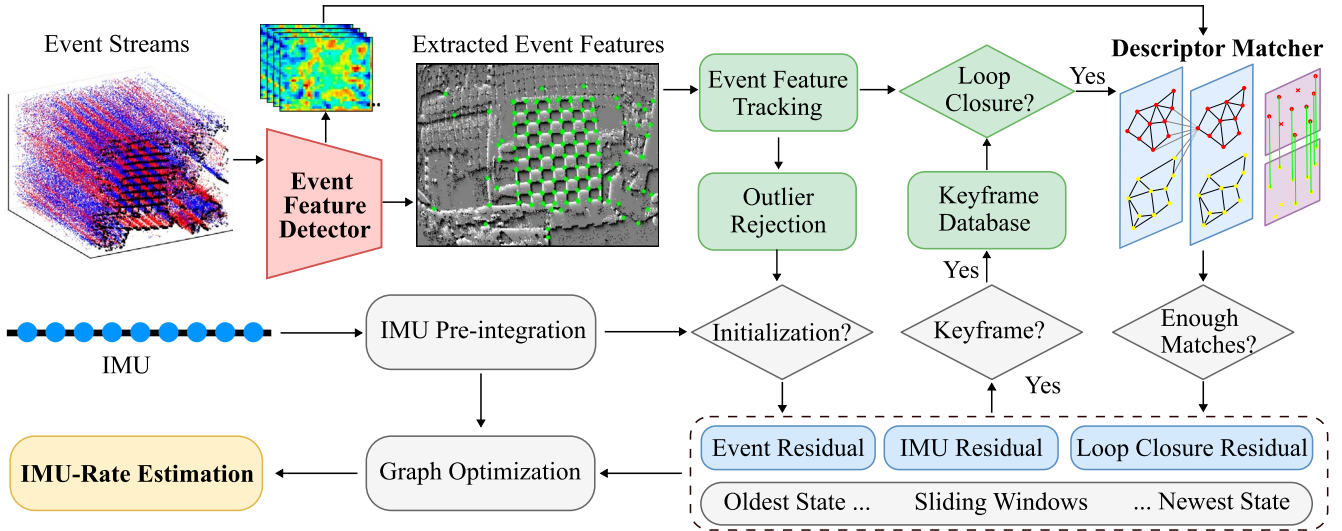 Event Streams
...
Extracted Event Features
Event Feature
Tracking
Loop
Closure?
Yes
Descriptor Matcher
Event
Feature
Detector
Outlier
Rejection
Keyframe
Database
Yes
IMU
IMU Pre-integration
Initialization?
Keyframe?
Enough
Matches?
Yes
IMU-Rate Estimation
Graph Optimization
Event Residual
IMU Residual
Loop Closure Residual
Oldest State ...
Sliding Windows
... Newest State